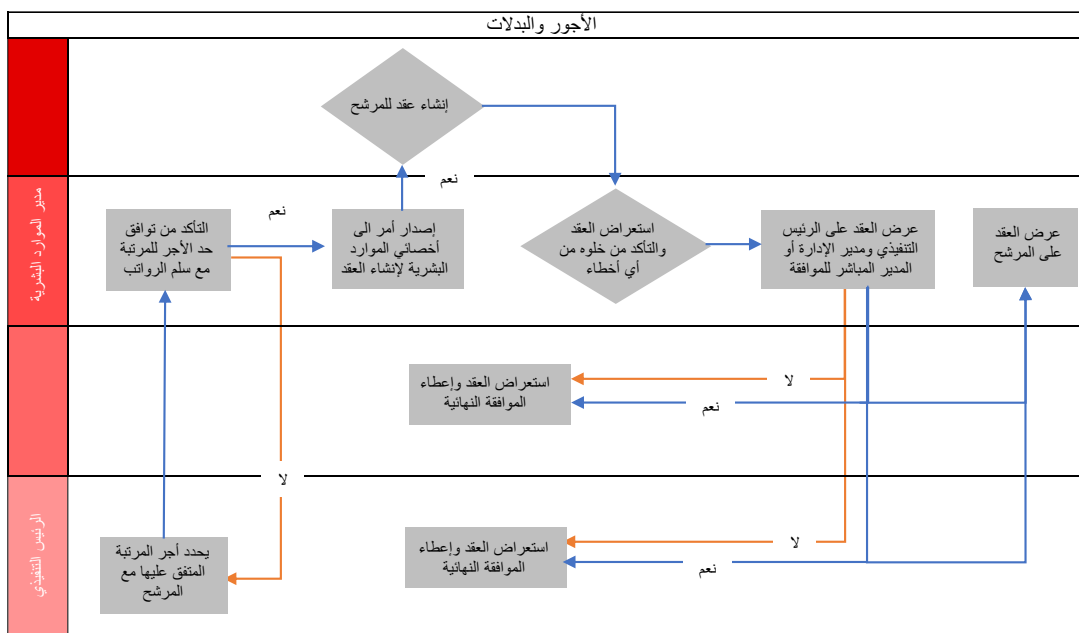 الأجور والبدلات
إنشاء عقد للمرشح
مدير الموارد البشرية
التأكد من توافق
حد الأجر للمرتبة
مع سلم الرواتب
نعم
إصدار أمر الى
أخصائي الموارد
البشرية لإنشاء العقد
نعم
استعراض العقد
والتأكد من خلوه من
أي أخطاء
عرض العقد على الرئيس
التنفيذي ومدير الإدارة أو
المدير المباشر للموافقة
عرض العقد
على المرشح
استعراض العقد وإعطاء
الموافقة النهائية
لا
نعم
لا
الرئيس التنفيذي
يحدد أجر المرتبة
المتفق عليها مع
المرشح
استعراض العقد وإعطاء
الموافقة النهائية
لا
نعم